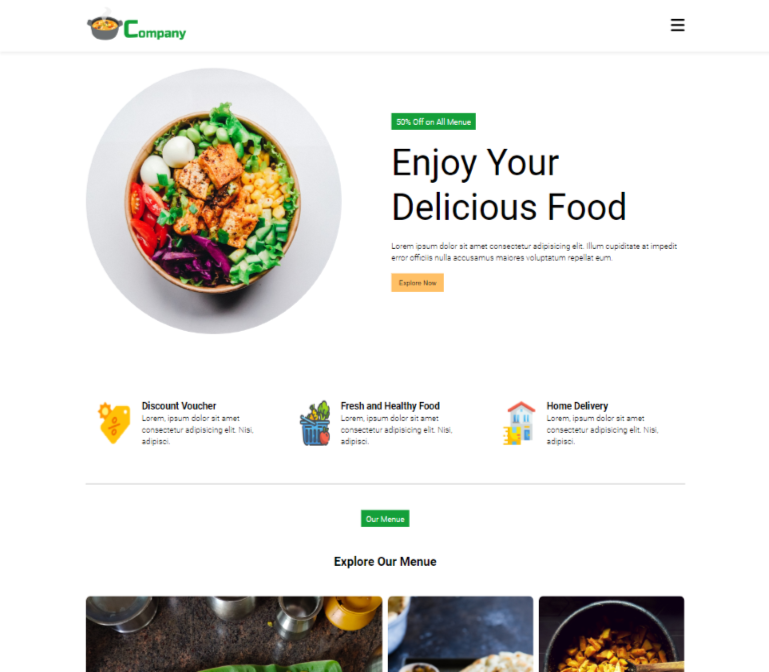 Company
50% Off on All Menue
Enjoy Your
Delicious Food
Lorem ipsum dolor sit amet consectetur adipisicing elit. Illum cupiditate at impedit
error officiis nulla accusamus maiores voluptatum repellat eum.
Explore Now
Discount Voucher
Lorem, ipsum dolor sit amet
consectetur adipisicing elit. Nisi,
adipisci.
Fresh and Healthy Food
Lorem, ipsum dolor sit amet
consectetur adipisicing elit. Nisi,
adipisci.
Home Delivery
Lorem, ipsum dolor sit amet
consectetur adipisicing elit. Nisi,
adipisci.
Our Menue
Explore Our Menue